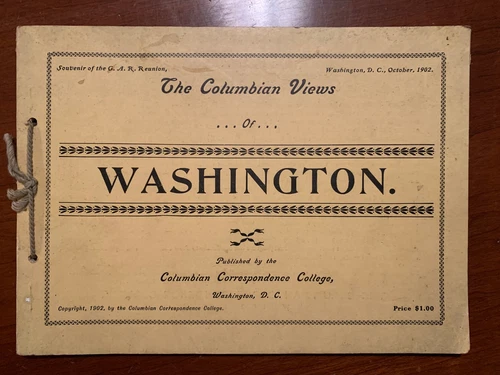 Souvenir of the G. A. R. Reunion, Washington, D. C., October, 1902.
The Columbian Views
... Of ...
WASHINGTON.
Published by the
Columbian Correspondence College,
Washington, D. C.
Copyright, 1902, by the Columbian Correspondence College. Price $1.00